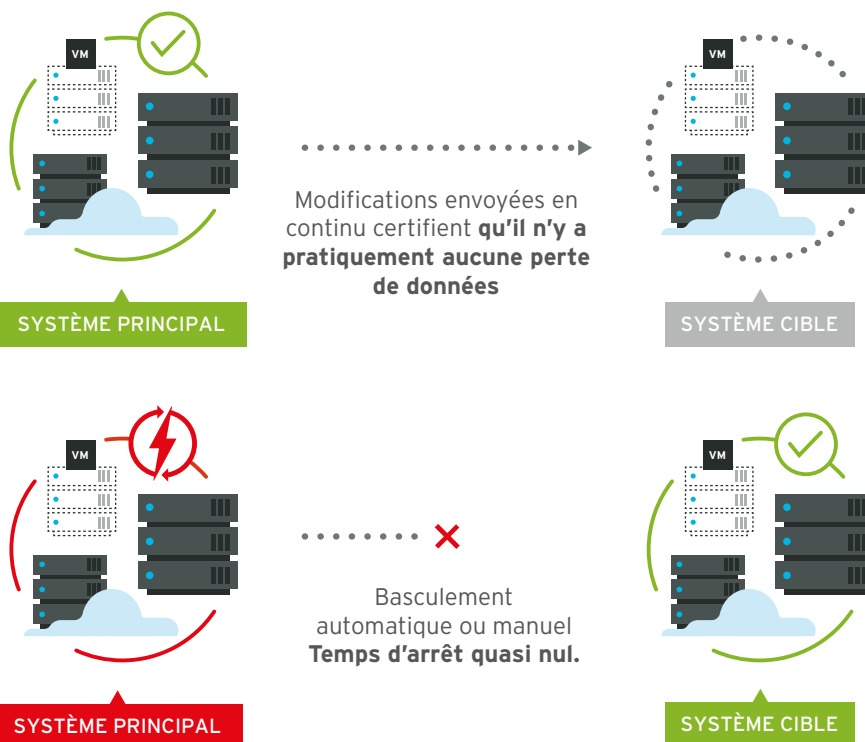 VM
VM
Modifications envoyées en
continu certifient qu'il n'y a
pratiquement aucune perte
de données
SYSTÈME PRINCIPAL
SYSTÈME CIBLE
VM
VM
Basculement
automatique ou manuel
Temps d'arrêt quasi nul.
SYSTÈME PRINCIPAL
SYSTÈME CIBLE